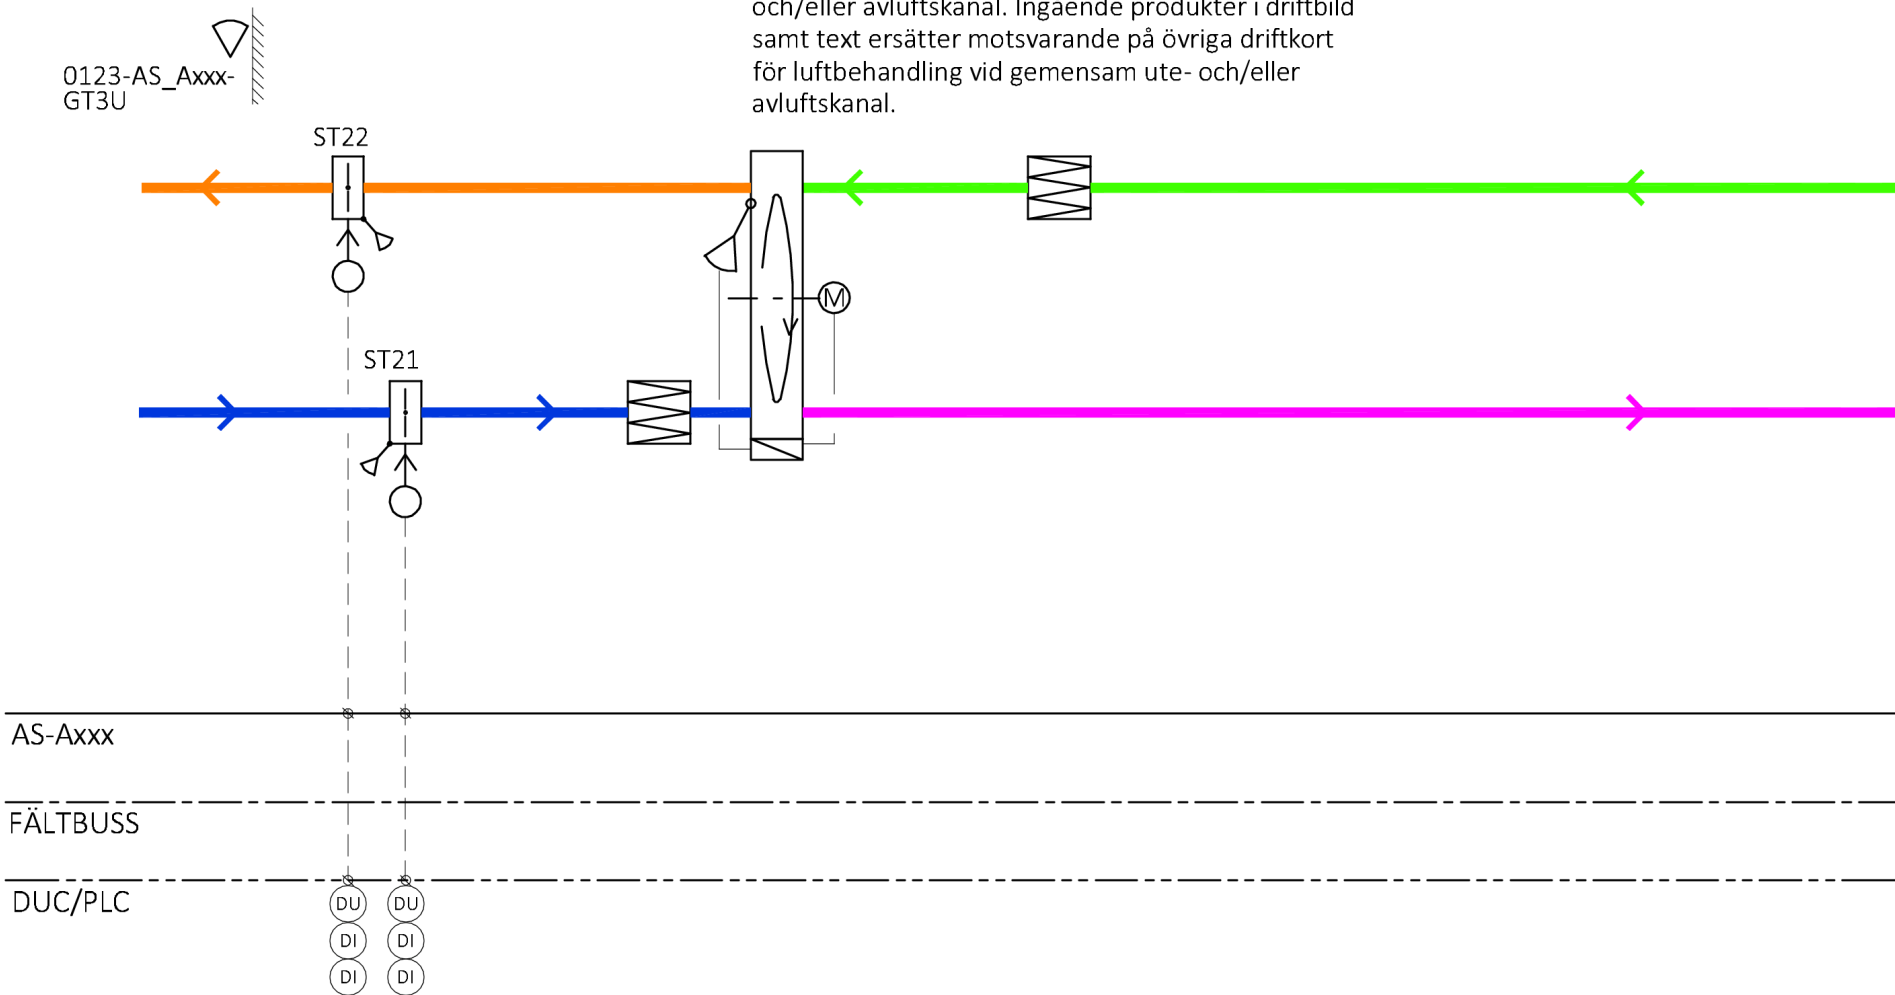 och/eller avluftskanal. Ingående produkter i driftbild
samt text ersätter motsvarande på övriga driftkort
för luftbehandling vid gemensam ute- och/eller
avluftskanal.
0123-AS_Axxx-
GT3U
ST22
M
ST21
AS-Axxx
FÄLTBUSS
DUC/PLC
DU DU
DI DI
DI DI